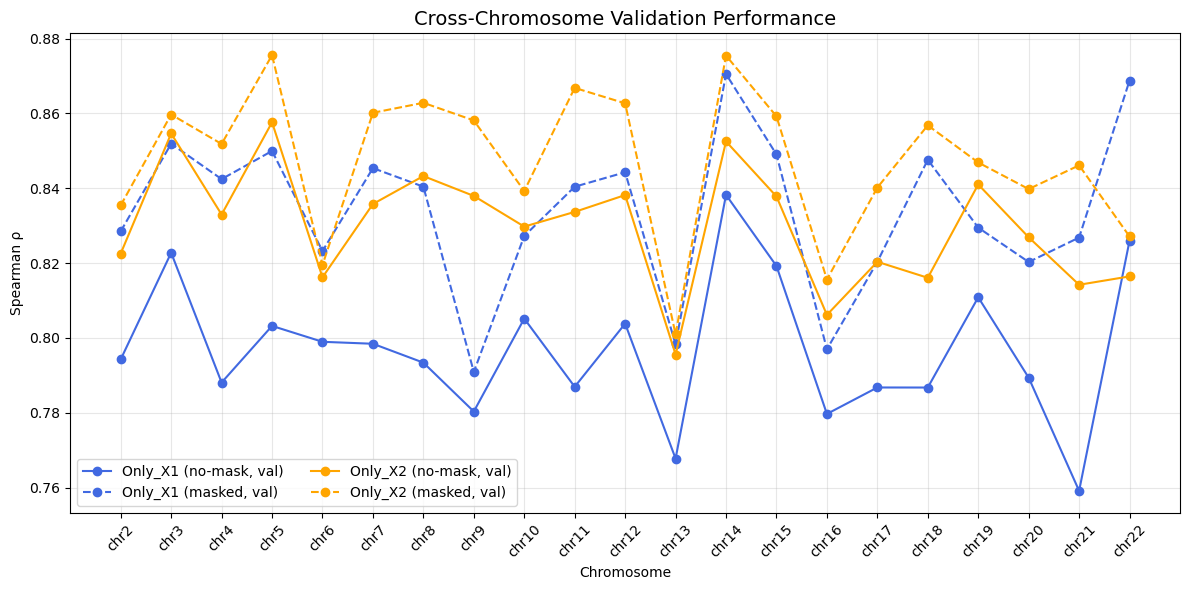 Cross-Chromosome Validation Performance
Spearman ρ
0.88
0.86
0.84
0.82
0.80
0.78
0.76
Only_X1 (no-mask, val)
Only_X1 (masked, val)
Only_X2 (no-mask, val)
Only_X2 (masked, val)
chr2
chr3
chr4
chr5
chr6
chr7
chr8
chr9
chr10
chr11
chr12
chr13
chr14
chr15
chr16
chr17
chr18
chr19
chr20
chr21
chr22
Chromosome